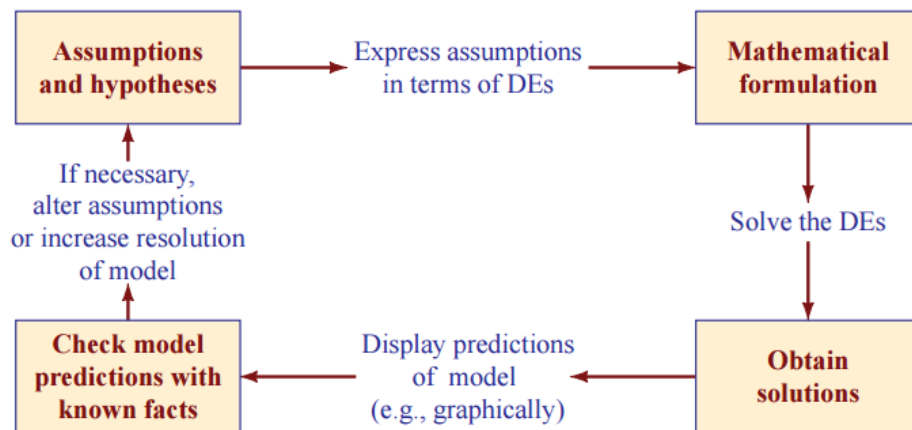 Assumptions
and hypotheses
Express assumptions
in terms of DEs
Mathematical
formulation
If necessary,
alter assumptions
or increase resolution
of model
Solve the DEs
Check model
predictions with
known facts
Display predictions
of model
(e.g., graphically)
Obtain
solutions